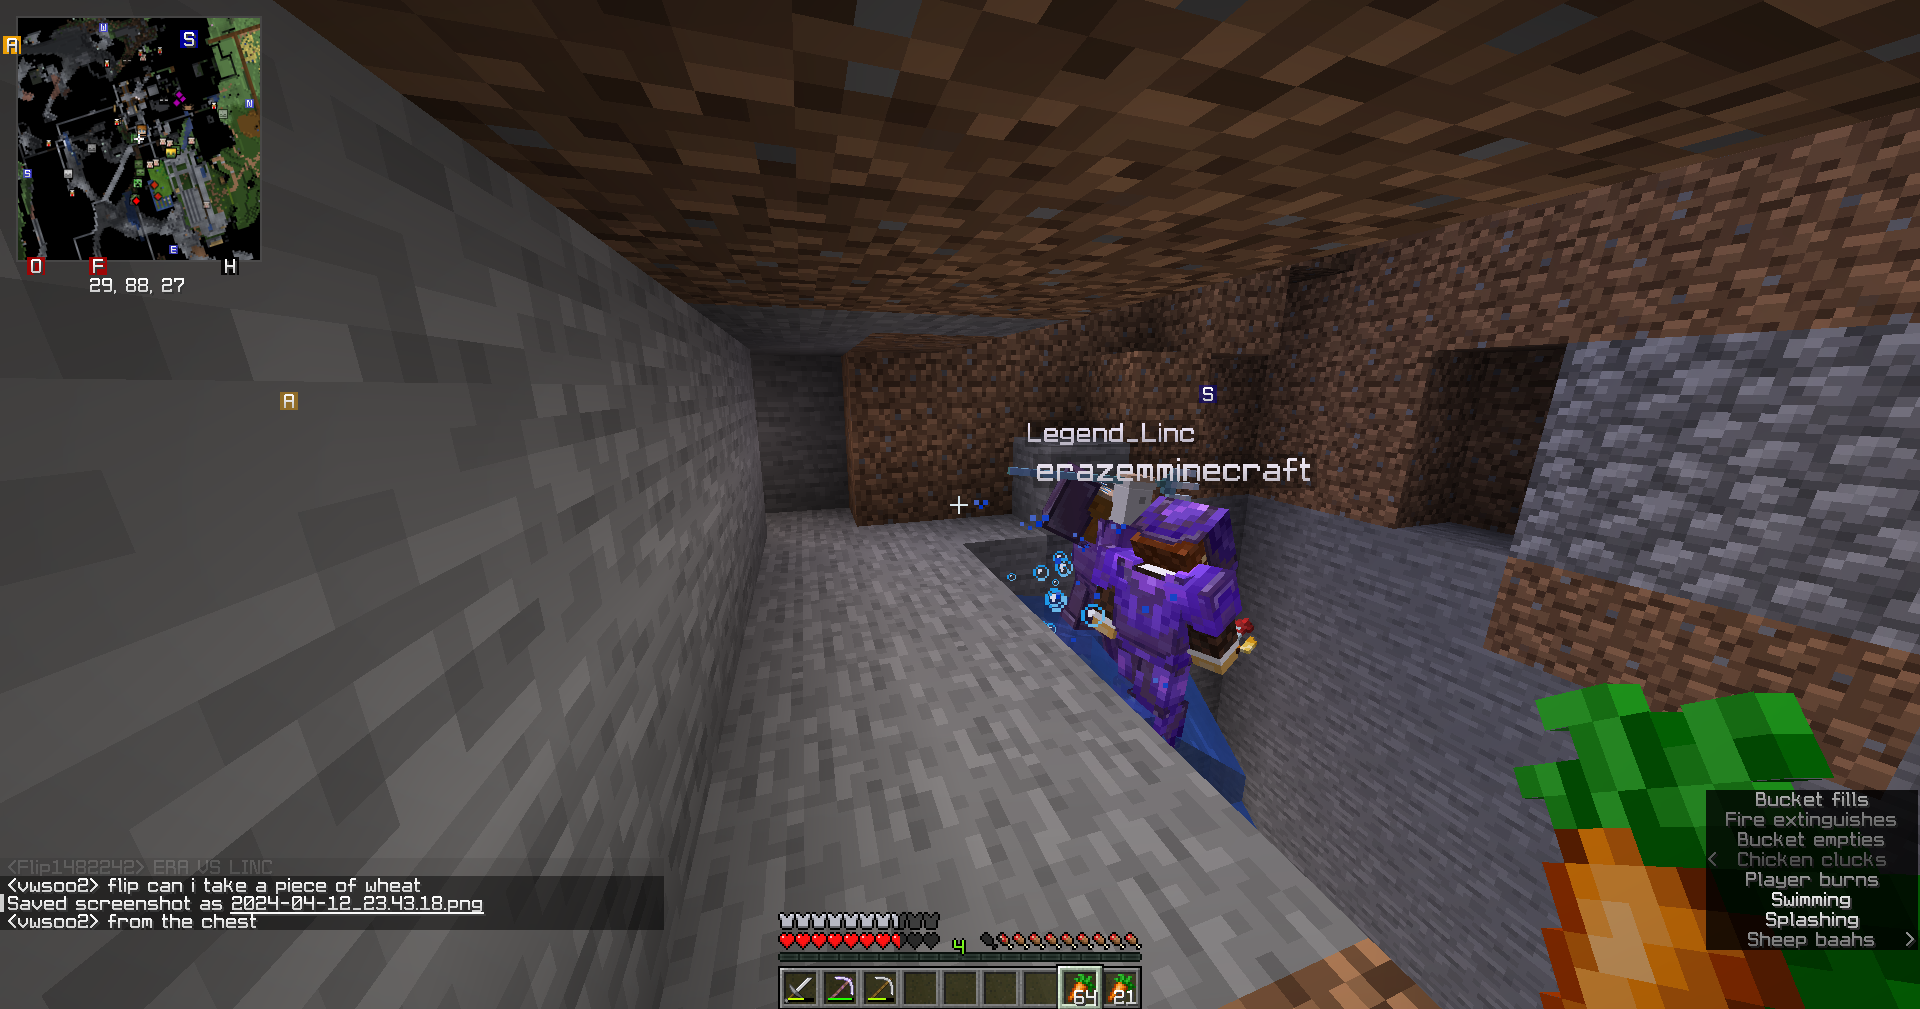 W
A
S
N
S
E
O
F
H
29, 88, 27
A
S
Legend_Linc
erazemminecraft
<Flip1482242> ERA VS LINC
<vwsoo2> flip can i take a piece of wheat
Saved screenshot as 2024-04-12_23.43.18.png
<vwsoo2> from the chest
Bucket fills
Fire extinguishes
Bucket empties
< Chicken clucks
Player burns
Swimming
Splashing
Sheep baahs >
4
64
21